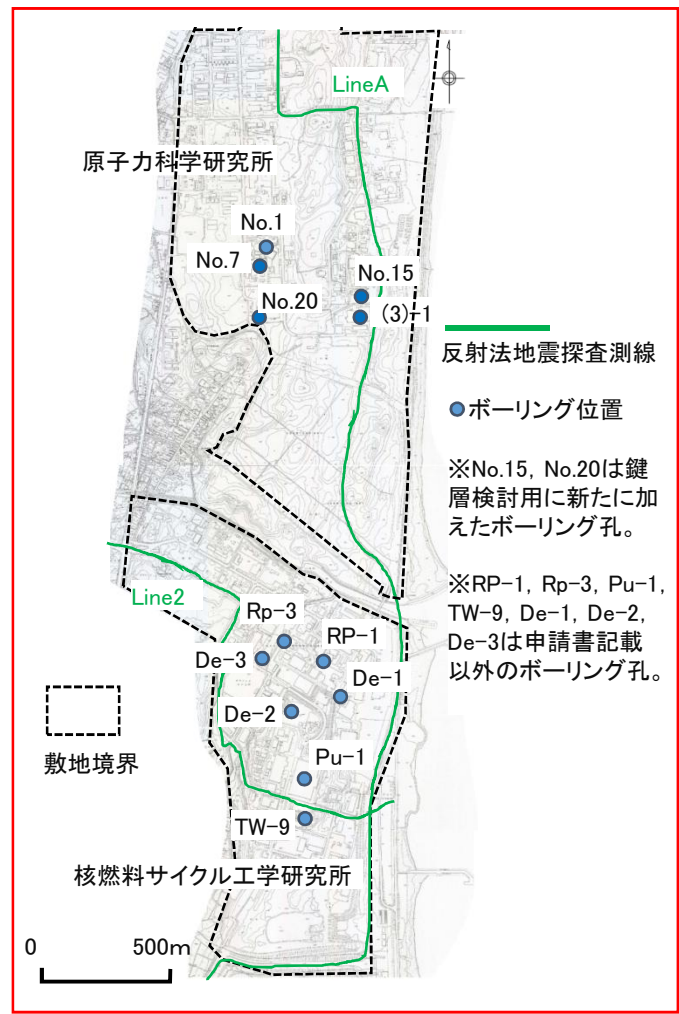 LineA
原子力科学研究所
No.1
No.7
No.15
No.20
(3)-1
反射法地震探査測線
ボーリング位置
※No.15, No.20は鍵
層検討用に新たに加
えたボーリング孔。
※RP-1, Rp-3, Pu-1,
TW-9, De-1, De-2,
De-3は申請書記載
以外のボーリング孔。
Line2
Rp-3
RP-1
De-3
De-1
De-2
敷地境界
Pu-1
TW-9
核燃料サイクル工学研究所
0 500m